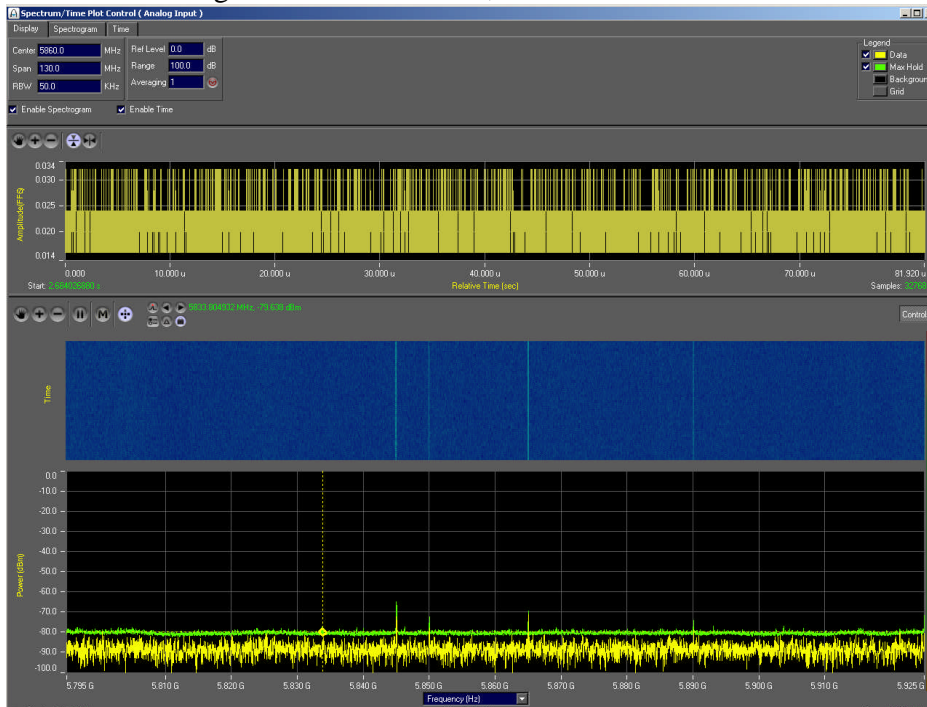 Spectrum/Time Plot Control ( Analog Input )
Display Spectrogram Time
Center 5860.0 MHz Ref Level 0.0 dB
Span 130.0 MHz Range 100.0 dB
RBW 50.0 KHz Averaging 1
Legend
Data
Max Hold
Backgroun
Grid
Enable Spectrogram Enable Time
Amplitude(FFS)
0.034
0.030
0.025
0.020
0.014
0.000 10.000 u 20.000 u 30.000 u 40.000 u 50.000 u 60.000 u 70.000 u 81.920 u
Start: 2.684026880 s Relative Time (sec) Samples: 32768
M 5833.604932 MHz, -79.638 dBm Control
Time
Power (dBm)
0.0
-10.0
-20.0
-30.0
-40.0
-50.0
-60.0
-70.0
-80.0
-90.0
-100.0
5.795 G 5.810 G 5.820 G 5.830 G 5.840 G 5.850 G 5.860 G 5.870 G 5.880 G 5.890 G 5.900 G 5.910 G 5.925 G
Frequency (Hz)